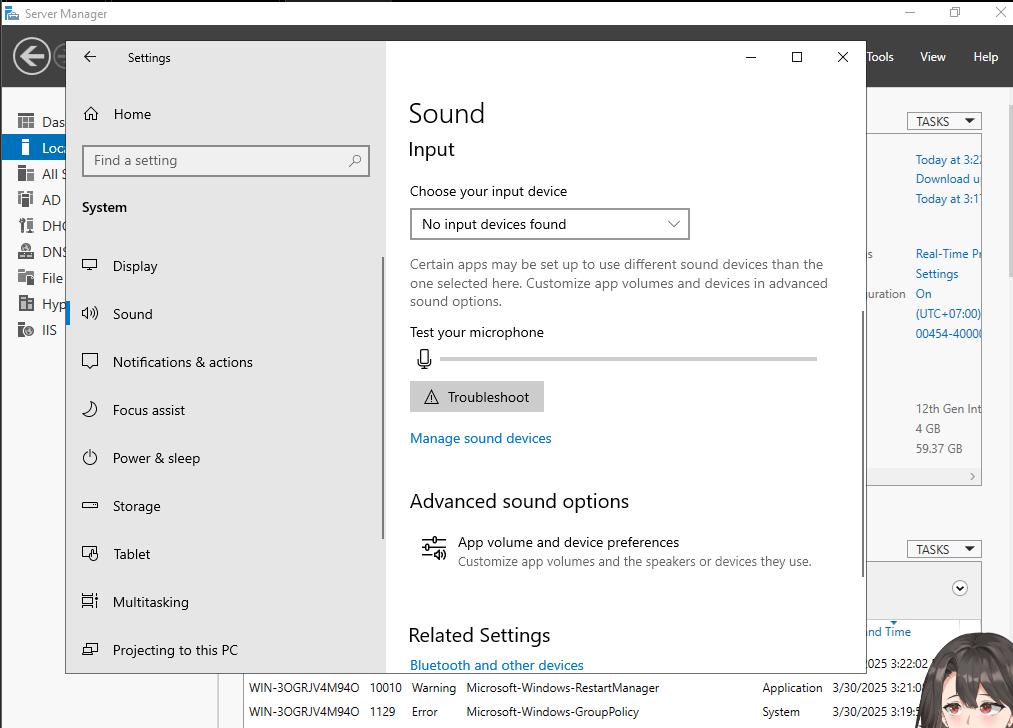 Server Manager
Settings
Tools View Help
Home
Find a setting
System
Display
Sound
Notifications & actions
Focus assist
Power & sleep
Storage
Tablet
Multitasking
Projecting to this PC
Das
Loca
All S
AD
DHC
DNS
File
Hyp
IIS
Sound
Input
Choose your input device
No input devices found
Certain apps may be set up to use different sound devices than the
one selected here. Customize app volumes and devices in advanced
sound options.
Test your microphone
Troubleshoot
Manage sound devices
Advanced sound options
App volume and device preferences
Customize app volumes and the speakers or devices they use.
Related Settings
Bluetooth and other devices
TASKS
Today at 3:22
Download u
Today at 3:17
s Real-Time Pr
Settings
uration On
(UTC+07:00)
00454-40000
12th Gen Int
4 GB
59.37 GB
TASKS
nd Time
2025 3:22:02
WIN-3OGRJV4M94O 10010 Warning Microsoft-Windows-RestartManager Application 3/30/2025 3:21:0
WIN-3OGRJV4M94O 1129 Error Microsoft-Windows-GroupPolicy System 3/30/2025 3:19:5